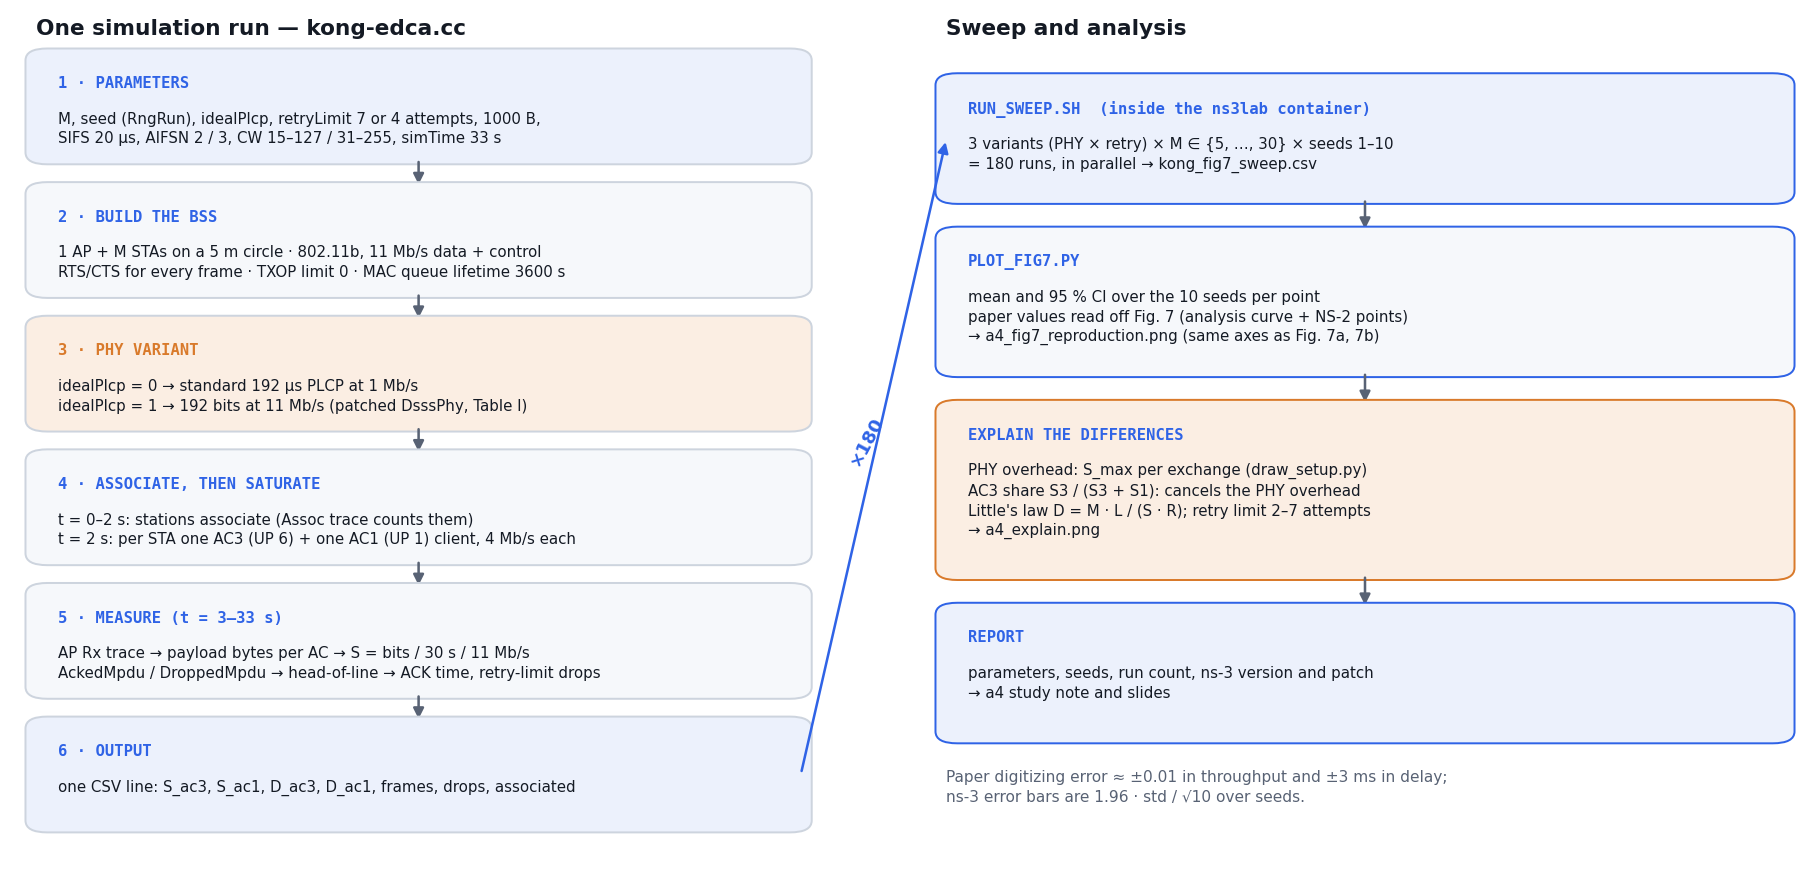 One simulation run — kong-edca.cc
1 · PARAMETERS
M, seed (RngRun), idealPlcp, retryLimit 7 or 4 attempts, 1000 B,
SIFS 20 µs, AIFSN 2 / 3, CW 15–127 / 31–255, simTime 33 s
2 · BUILD THE BSS
1 AP + M STAs on a 5 m circle · 802.11b, 11 Mb/s data + control
RTS/CTS for every frame · TXOP limit 0 · MAC queue lifetime 3600 s
3 · PHY VARIANT
idealPlcp = 0 → standard 192 µs PLCP at 1 Mb/s
idealPlcp = 1 → 192 bits at 11 Mb/s (patched DsssPhy, Table I)
4 · ASSOCIATE, THEN SATURATE
t = 0–2 s: stations associate (Assoc trace counts them)
t = 2 s: per STA one AC3 (UP 6) + one AC1 (UP 1) client, 4 Mb/s each
5 · MEASURE (t = 3–33 s)
AP Rx trace → payload bytes per AC → S = bits / 30 s / 11 Mb/s
AckedMpdu / DroppedMpdu → head-of-line → ACK time, retry-limit drops
6 · OUTPUT
one CSV line: S_ac3, S_ac1, D_ac3, D_ac1, frames, drops, associated
×180
Sweep and analysis
RUN_SWEEP.SH (inside the ns3lab container)
3 variants (PHY × retry) × M ∈ {5, …, 30} × seeds 1–10
= 180 runs, in parallel → kong_fig7_sweep.csv
PLOT_FIG7.PY
mean and 95 % CI over the 10 seeds per point
paper values read off Fig. 7 (analysis curve + NS-2 points)
→ a4_fig7_reproduction.png (same axes as Fig. 7a, 7b)
EXPLAIN THE DIFFERENCES
PHY overhead: S_max per exchange (draw_setup.py)
AC3 share S3 / (S3 + S1): cancels the PHY overhead
Little's law D = M · L / (S · R); retry limit 2–7 attempts
→ a4_explain.png
REPORT
parameters, seeds, run count, ns-3 version and patch
→ a4 study note and slides
Paper digitizing error ≈ ±0.01 in throughput and ±3 ms in delay;
ns-3 error bars are 1.96 · std / √10 over seeds.